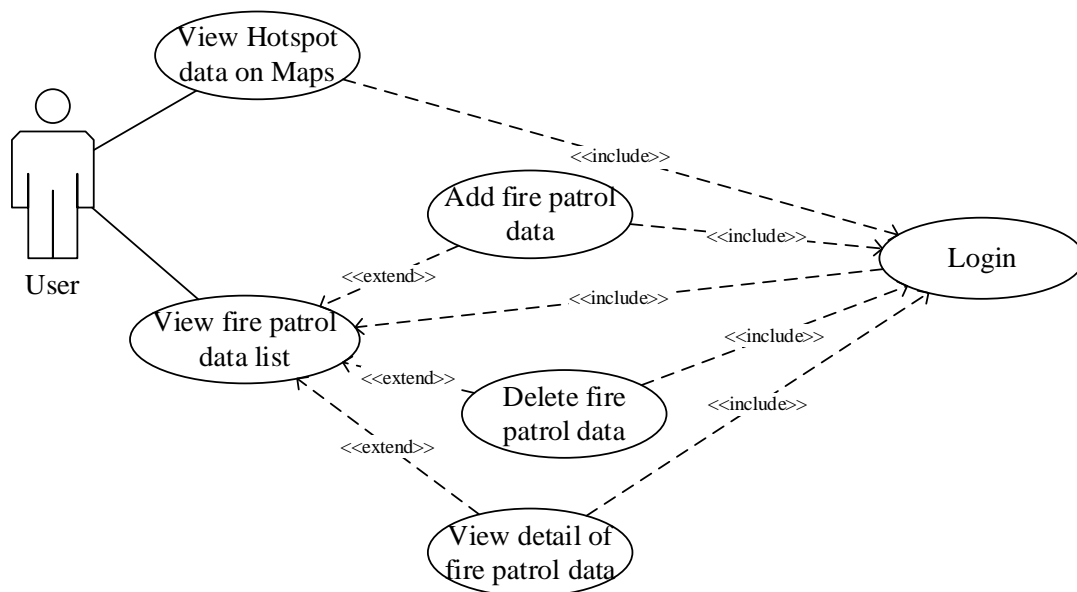 View Hotspot
data on Maps
<<include>>
Add fire patrol
data
<<include>>
Login
User
<<extend>>
<<include>>
View fire patrol
data list
<<include>>
<<extend>>
Delete fire
patrol data
<<include>>
<<extend>>
View detail of
fire patrol data